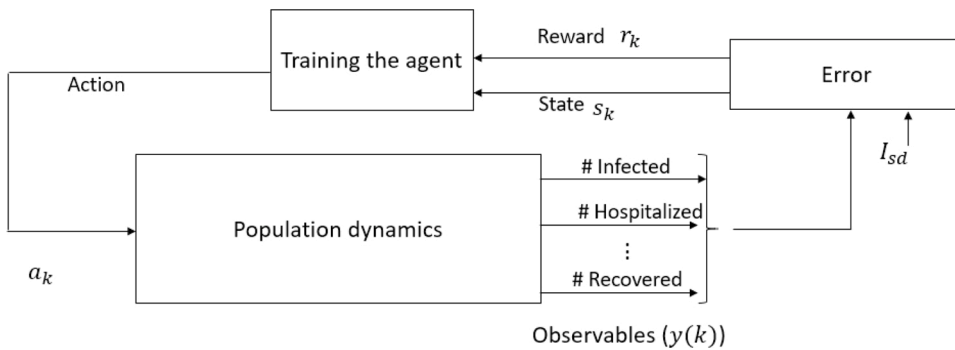 Training the agent
Reward r_k
State s_k
Error
Action
I_sd
# Infected
# Hospitalized
⋮
# Recovered
Population dynamics
a_k
Observables (y(k))